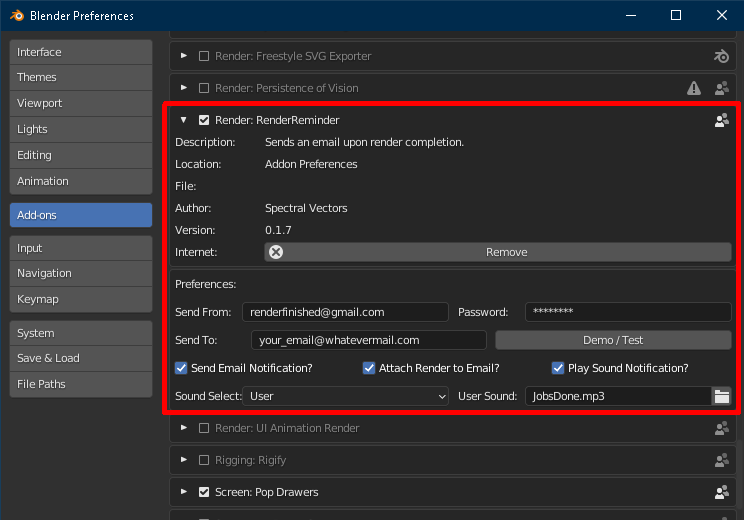 Blender Preferences
Interface
Themes
Viewport
Lights
Editing
Animation
Add-ons
Input
Navigation
Keymap
System
Save & Load
File Paths
Render: Freestyle SVG Exporter
Render: Persistence of Vision
Render: RenderReminder
Description: Sends an email upon render completion.
Location: Addon Preferences
File:
Author: Spectral Vectors
Version: 0.1.7
Internet: Remove
Preferences:
Send From: renderfinished@gmail.com Password: ********
Send To: your_email@whatevermail.com Demo / Test
Send Email Notification? Attach Render to Email? Play Sound Notification?
Sound Select: User User Sound: JobsDone.mp3
Render: UI Animation Render
Rigging: Rigify
Screen: Pop Drawers